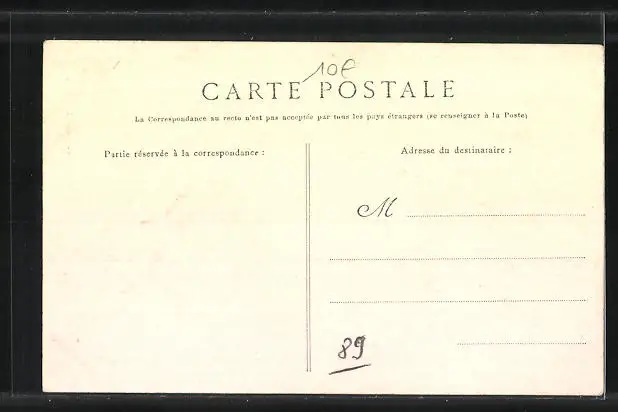 10€
CARTE POSTALE
La Correspondance au recto n'est pas acceptée par tous les pays étrangers (se renseigner à la Poste)
Partie réservée à la correspondance :
Adresse du destinataire :
M
89